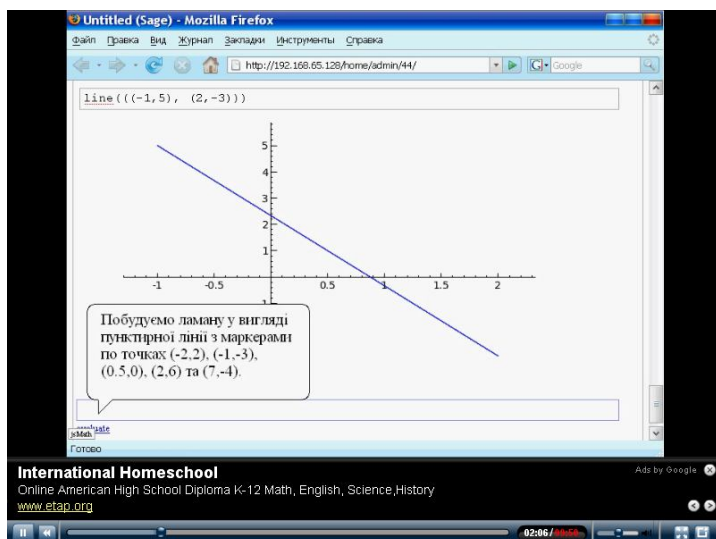 Untitled (Sage) - Mozilla Firefox
Файл Правка Вид Журнал Закладки Инструменты Справка
http://192.168.65.128/home/admin/44/
G Google
line(((-1,5), (2,-3)))
5
4
3
2
1
-1 -0.5 0.5 1 1.5 2
Побудуємо ламану у вигляді
пунктирної лінії з маркерами
по точках (-2,2), (-1,-3),
(0.5,0), (2,6) та (7,-4).
jsMath
Готово
International Homeschool
Ads by Google
Online American High School Diploma K-12 Math, English, Science,History
www.etap.org
02:06 /